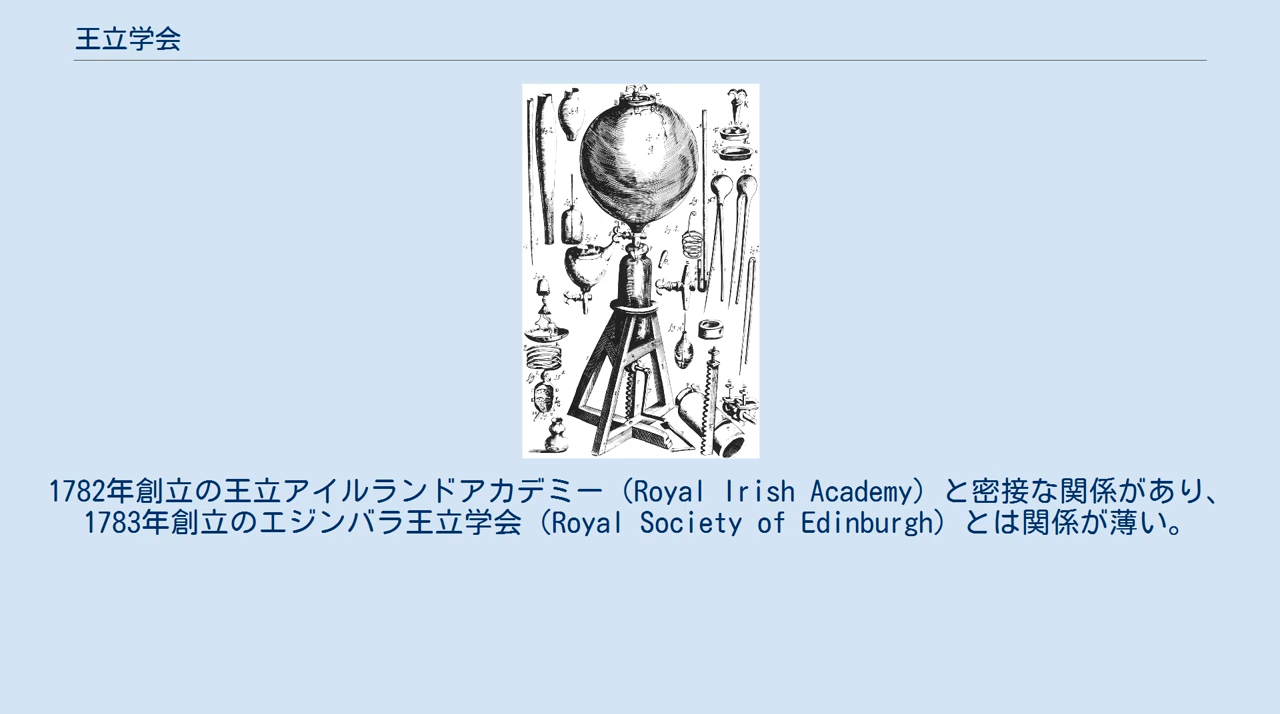 王立学会
1782年創立の王立アイルランドアカデミー（Royal Irish Academy）と密接な関係があり、
1783年創立のエジンバラ王立学会（Royal Society of Edinburgh）とは関係が薄い。